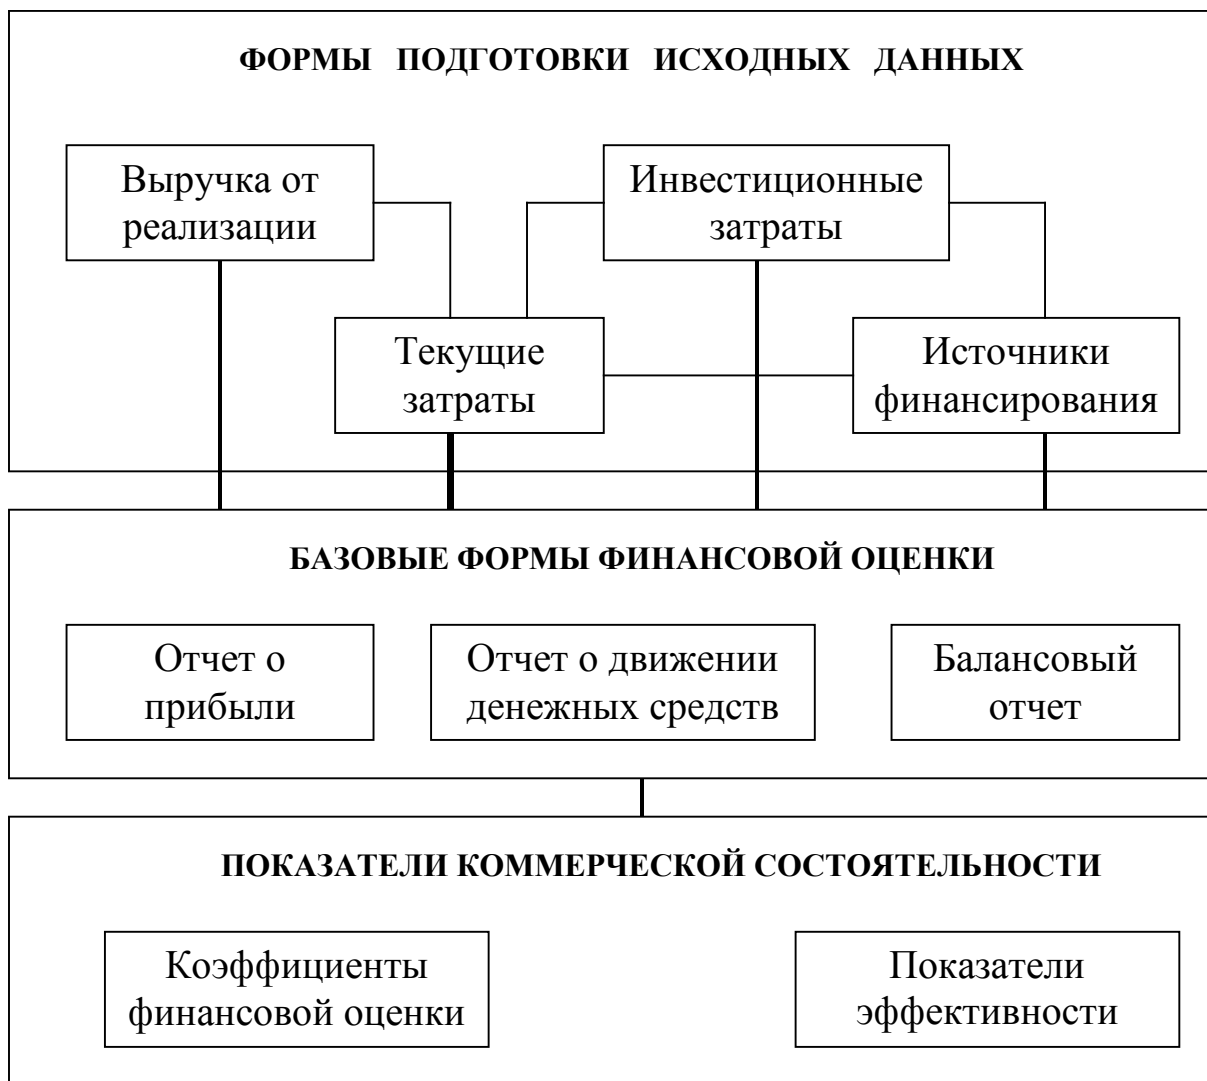 ФОРМЫ ПОДГОТОВКИ ИСХОДНЫХ ДАННЫХ
Выручка от
реализации
Инвестиционные
затраты
Текущие
затраты
Источники
финансирования
БАЗОВЫЕ ФОРМЫ ФИНАНСОВОЙ ОЦЕНКИ
Отчет о
прибыли
Отчет о движении
денежных средств
Балансовый
отчет
ПОКАЗАТЕЛИ КОММЕРЧЕСКОЙ СОСТОЯТЕЛЬНОСТИ
Коэффициенты
финансовой оценки
Показатели
эффективности